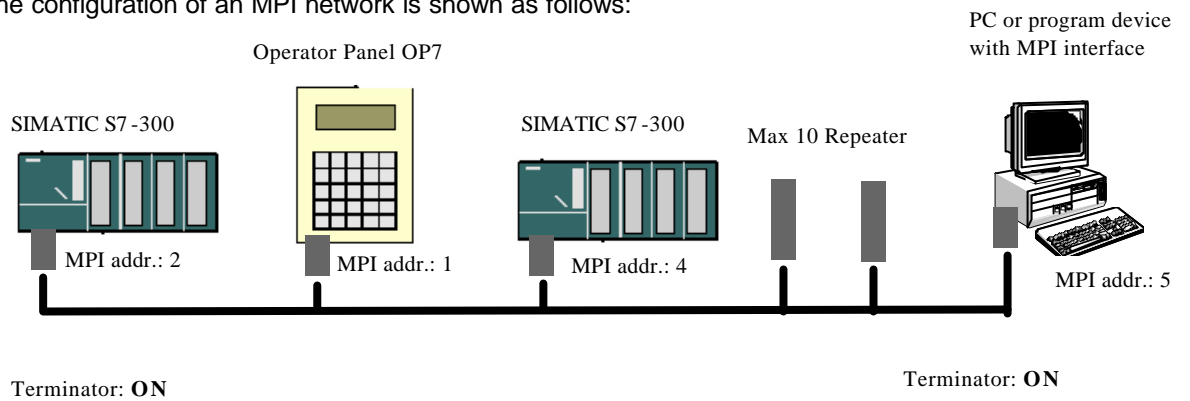 he configuration of an MPI network is shown as follows:
PC or program device
with MPI interface
Operator Panel OP7
SIMATIC S7 -300
SIMATIC S7 -300
Max 10 Repeater
MPI addr.: 2
MPI addr.: 1
MPI addr.: 4
MPI addr.: 5
Terminator: ON
Terminator: ON